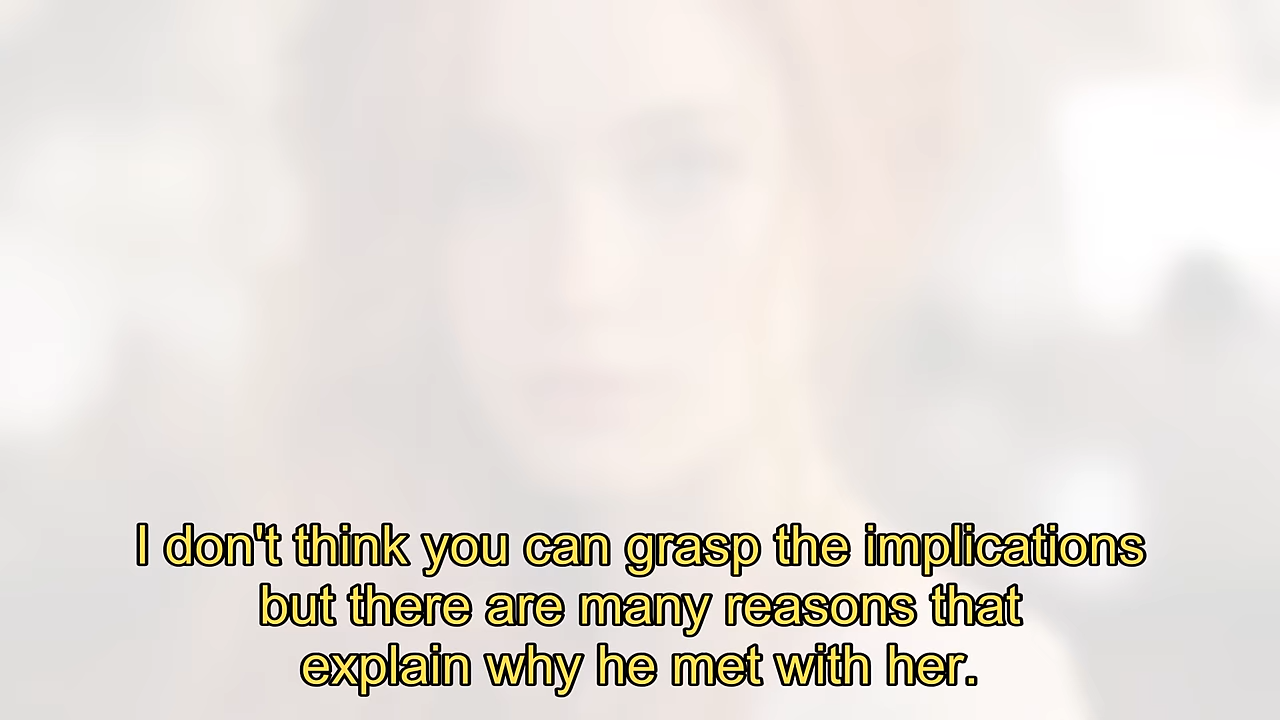 I don't think you can grasp the implications
but there are many reasons that
explain why he met with her.